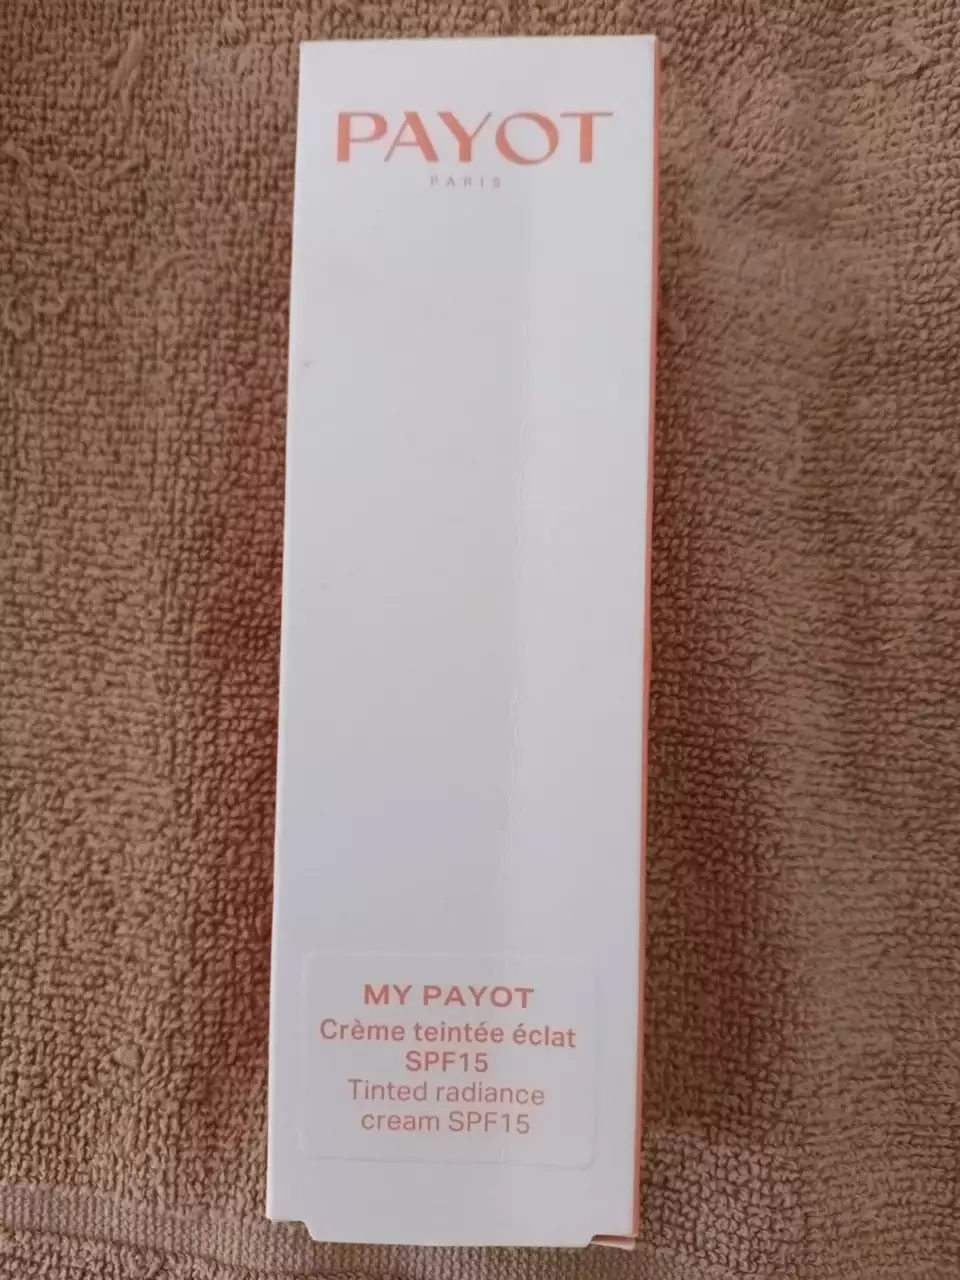 PAYOT
PARIS
MY PAYOT
Crème teintée éclat
SPF15
Tinted radiance
cream SPF15